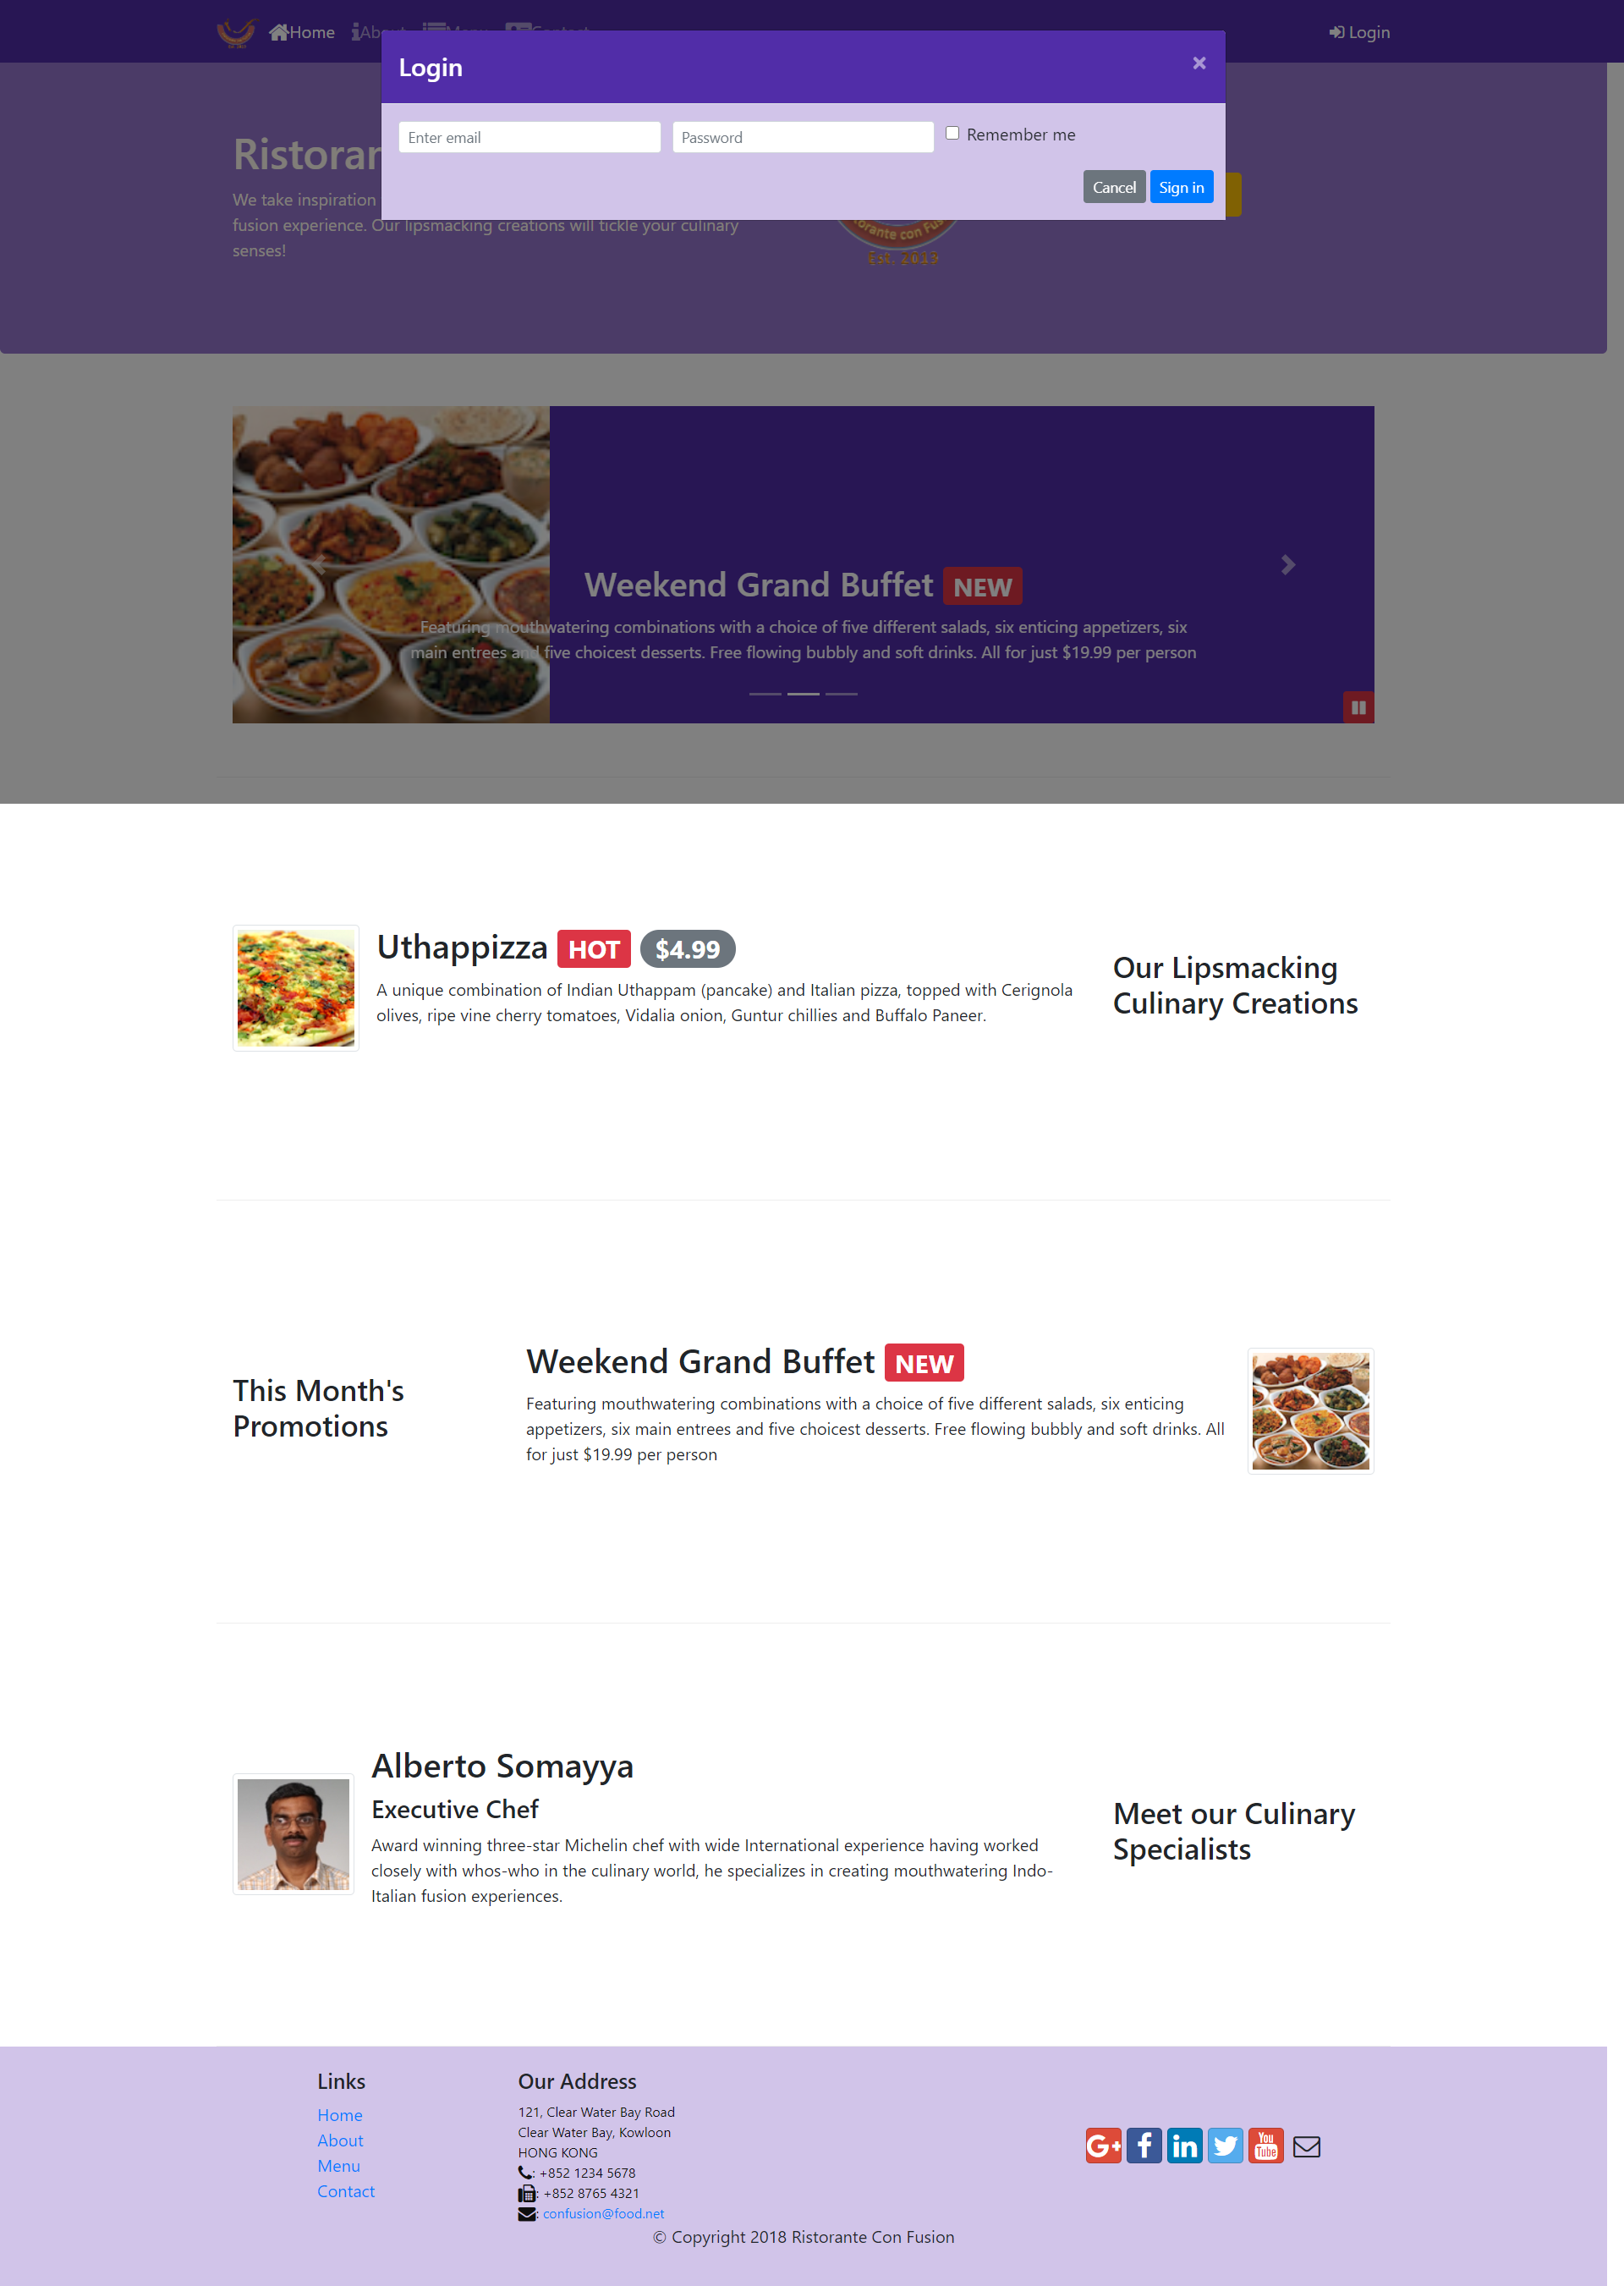 Home About Menu Contact Login
Login ×
Enter email Password Remember me
Cancel Sign in
We take inspiration
fusion experience. Our lipsmacking creations will tickle your culinary
senses!
Ristorante con Fus
Est. 2015
Weekend Grand Buffet NEW
Featuring mouthwatering combinations with a choice of five different salads, six enticing appetizers, six
main entrees and five choicest desserts. Free flowing bubbly and soft drinks. All for just $19.99 per person
Uthappizza HOT $4.99
A unique combination of Indian Uthappam (pancake) and Italian pizza, topped with Cerignola
olives, ripe vine cherry tomatoes, Vidalia onion, Guntur chillies and Buffalo Paneer.
Our Lipsmacking
Culinary Creations
This Month's
Promotions
Weekend Grand Buffet NEW
Featuring mouthwatering combinations with a choice of five different salads, six enticing
appetizers, six main entrees and five choicest desserts. Free flowing bubbly and soft drinks. All
for just $19.99 per person
Alberto Somayya
Executive Chef
Award winning three-star Michelin chef with wide International experience having worked
closely with whos-who in the culinary world, he specializes in creating mouthwatering Indo-
Italian fusion experiences.
Meet our Culinary
Specialists
Links
Home
About
Menu
Contact
Our Address
121, Clear Water Bay Road
Clear Water Bay, Kowloon
HONG KONG
: +852 1234 5678
: +852 8765 4321
: confusion@food.net
G+ f in You Tube
© Copyright 2018 Ristorante Con Fusion